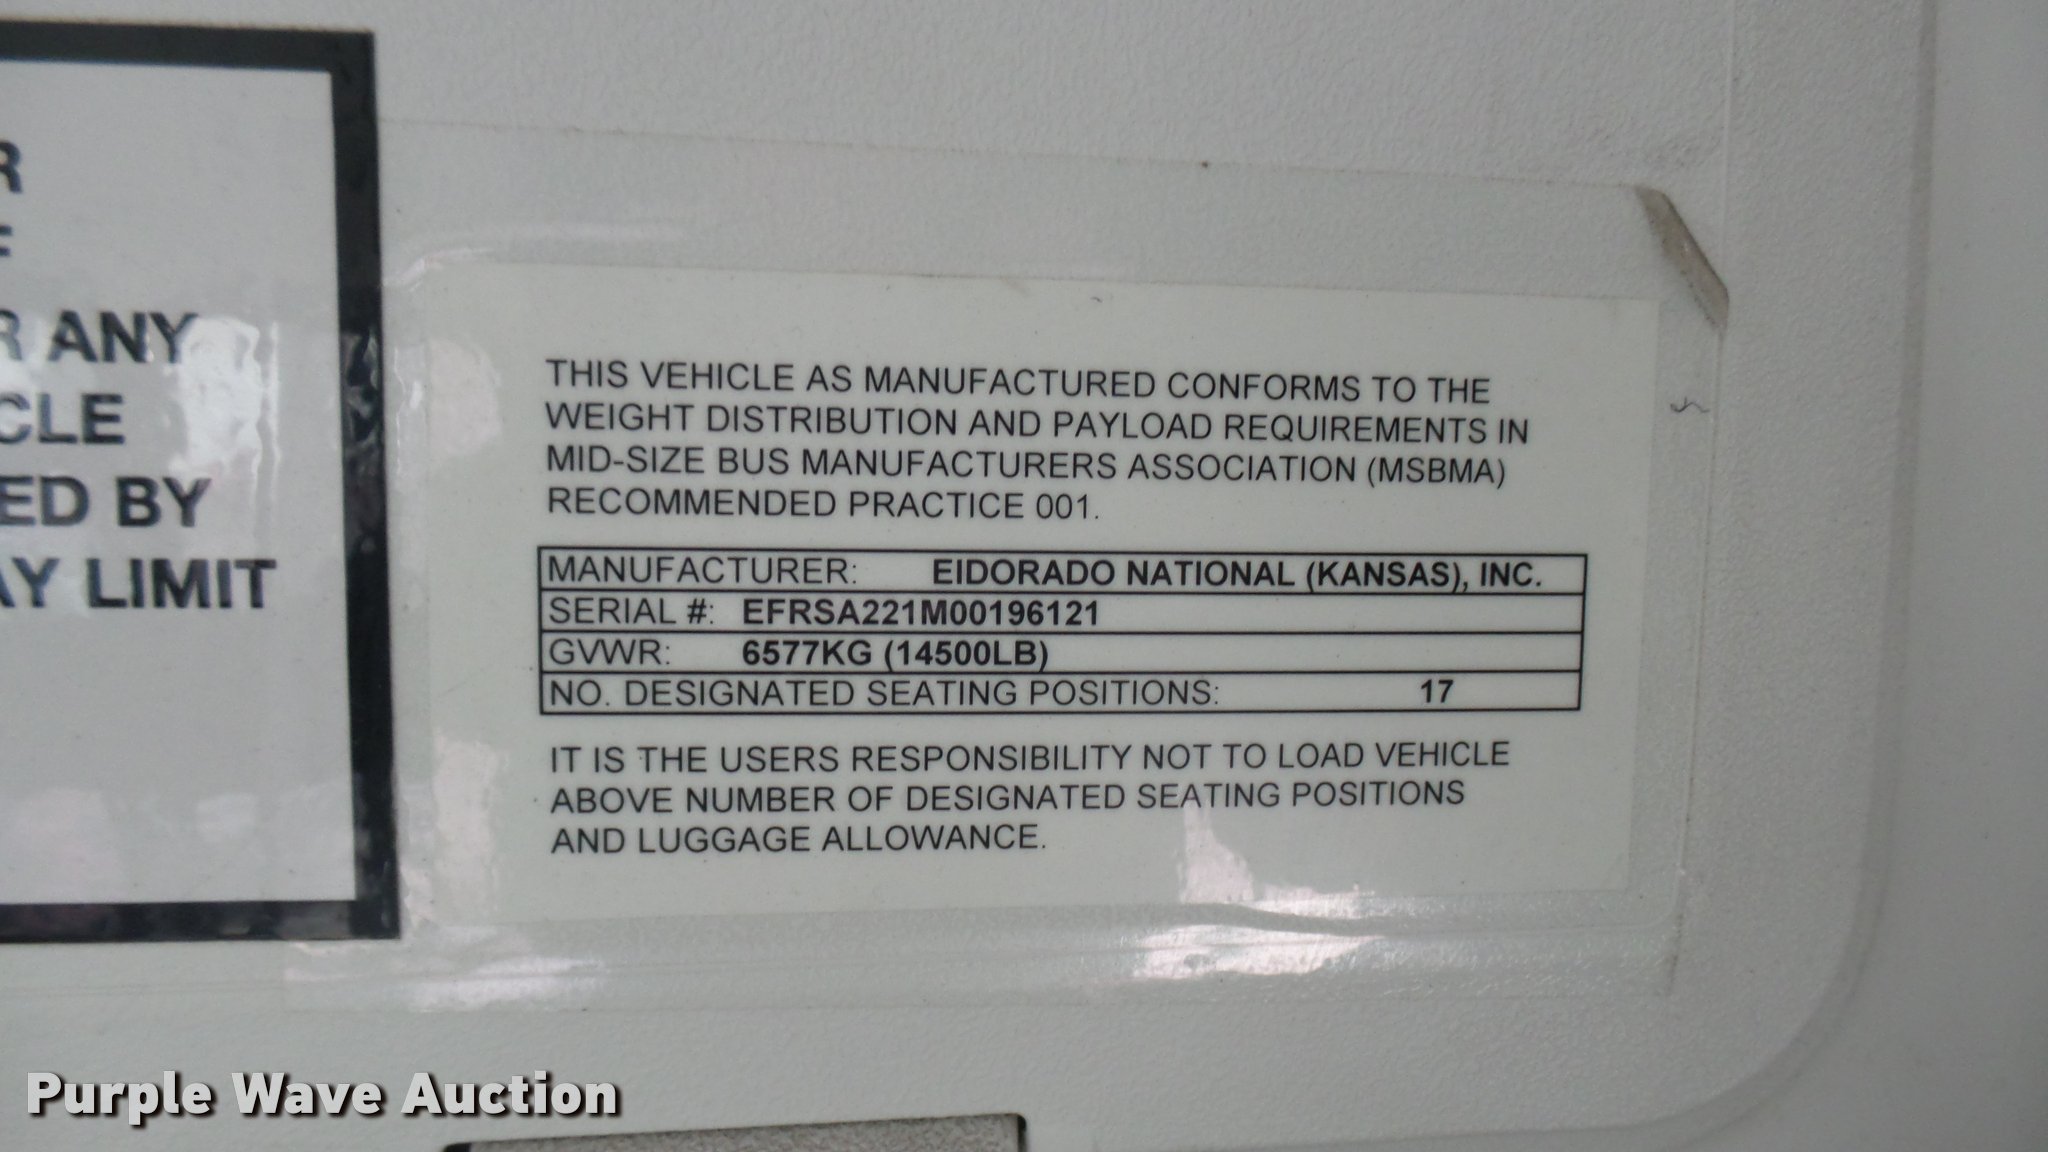 R
F
R ANY
CLE
ED BY
AY LIMIT
THIS VEHICLE AS MANUFACTURED CONFORMS TO THE
WEIGHT DISTRIBUTION AND PAYLOAD REQUIREMENTS IN
MID-SIZE BUS MANUFACTURERS ASSOCIATION (MSBMA)
RECOMMENDED PRACTICE 001.
MANUFACTURER: EIDORADO NATIONAL (KANSAS), INC.
SERIAL #: EFRSA221M00196121
GVWR: 6577KG (14500LB)
NO. DESIGNATED SEATING POSITIONS: 17
IT IS THE USERS RESPONSIBILITY NOT TO LOAD VEHICLE
ABOVE NUMBER OF DESIGNATED SEATING POSITIONS
AND LUGGAGE ALLOWANCE.
Purple Wave Auction